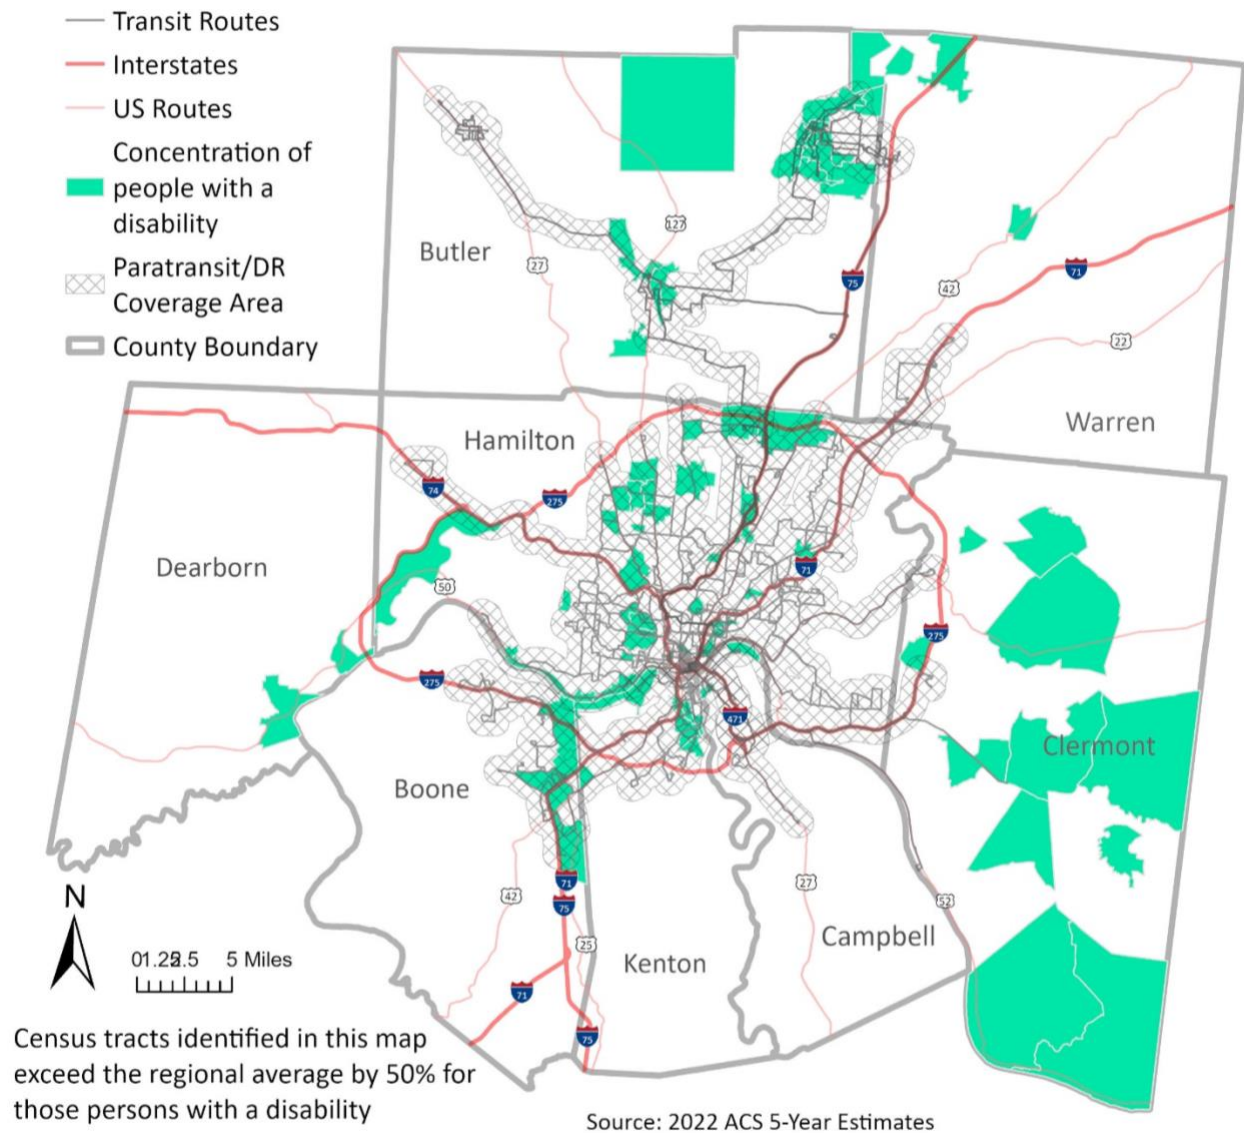 Transit Routes
Interstates
US Routes
Concentration of
people with a
disability
Paratransit/DR
Coverage Area
County Boundary
Butler
127
27
75
71
42
22
Hamilton
Warren
74
275
Dearborn
50
71
275
275
471
Clermont
Boone
71
42
75
27
52
25
Campbell
Kenton
71
75
N
01.252.5 5 Miles
Census tracts identified in this map
exceed the regional average by 50% for
those persons with a disability
Source: 2022 ACS 5-Year Estimates